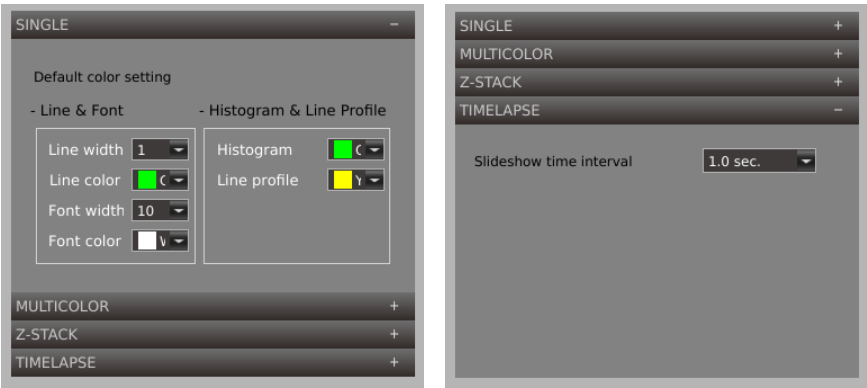 SINGLE −
Default color setting
- Line & Font
Line width 1
Line color
Font width 10
Font color
- Histogram & Line Profile
Histogram
Line profile
MULTICOLOR +
Z-STACK +
TIMELAPSE +
SINGLE +
MULTICOLOR +
Z-STACK +
TIMELAPSE −
Slideshow time interval 1.0 sec.